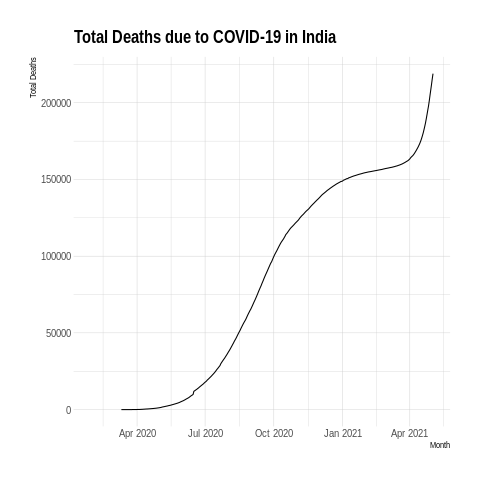 Total Deaths due to COVID-19 in India
Total Deaths
200000
150000
100000
50000
0
Apr 2020
Jul 2020
Oct 2020
Jan 2021
Apr 2021
Month